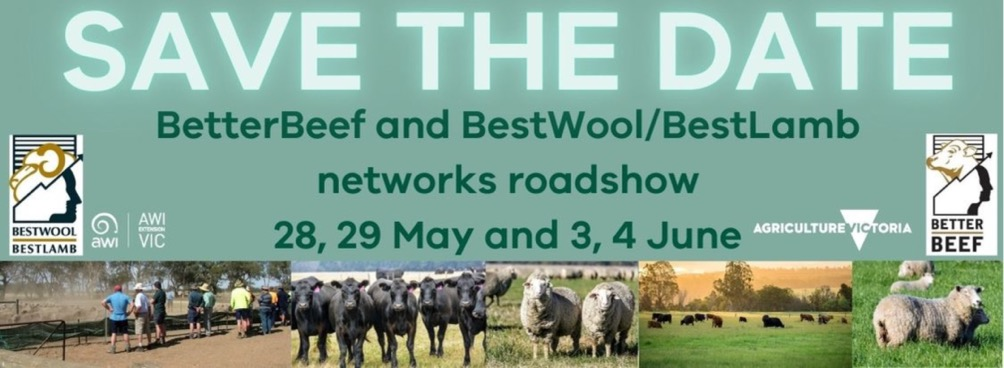 SAVE THE DATE
BetterBeef and BestWool/BestLamb
networks roadshow
28, 29 May and 3, 4 June
BESTWOOL
BESTLAMB
awi
AWI
EXTENSION
VIC
AGRICULTURE VICTORIA
BETTER
BEEF